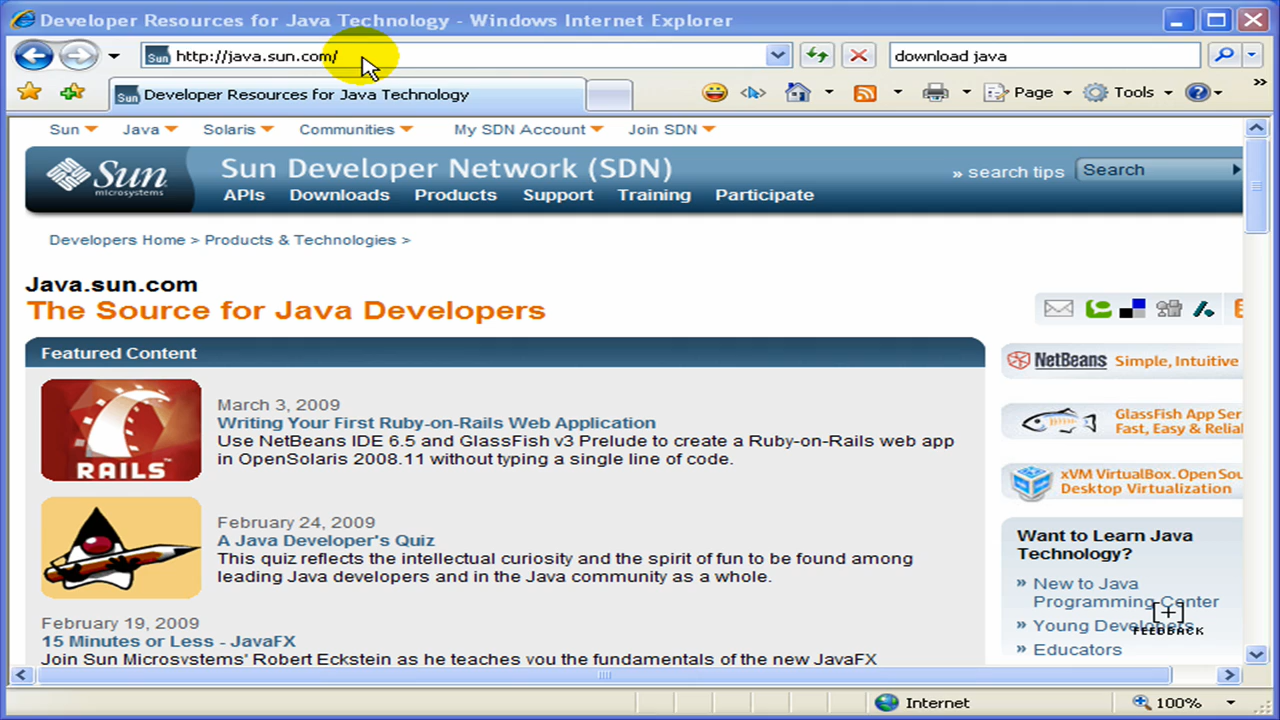 Developer Resources for Java Technology - Windows Internet Explorer
Sun http://java.sun.com/ download java
Sun Developer Resources for Java Technology Page Tools »
Sun Java Solaris Communities My SDN Account Join SDN
Sun microsystems
Sun Developer Network (SDN)
» search tips Search
APIs Downloads Products Support Training Participate
Developers Home > Products & Technologies >
Java.sun.com
The Source for Java Developers
Featured Content
RAILS
March 3, 2009
Writing Your First Ruby-on-Rails Web Application
Use NetBeans IDE 6.5 and GlassFish v3 Prelude to create a Ruby-on-Rails web app
in OpenSolaris 2008.11 without typing a single line of code.
February 24, 2009
A Java Developer's Quiz
This quiz reflects the intellectual curiosity and the spirit of fun to be found among
leading Java developers and in the Java community as a whole.
February 19, 2009
15 Minutes or Less - JavaFX
Join Sun Microsystems' Robert Eckstein as he teaches you the fundamentals of the new JavaFX
NetBeans Simple, Intuitive
GlassFish App Ser
Fast, Easy & Relia
xVM VirtualBox. Open Sou
Desktop Virtualization
Want to Learn Java
Technology?
» New to Java
Programming Center
» Young Developers
» Educators
[+]
FEEDBACK
Internet 100%